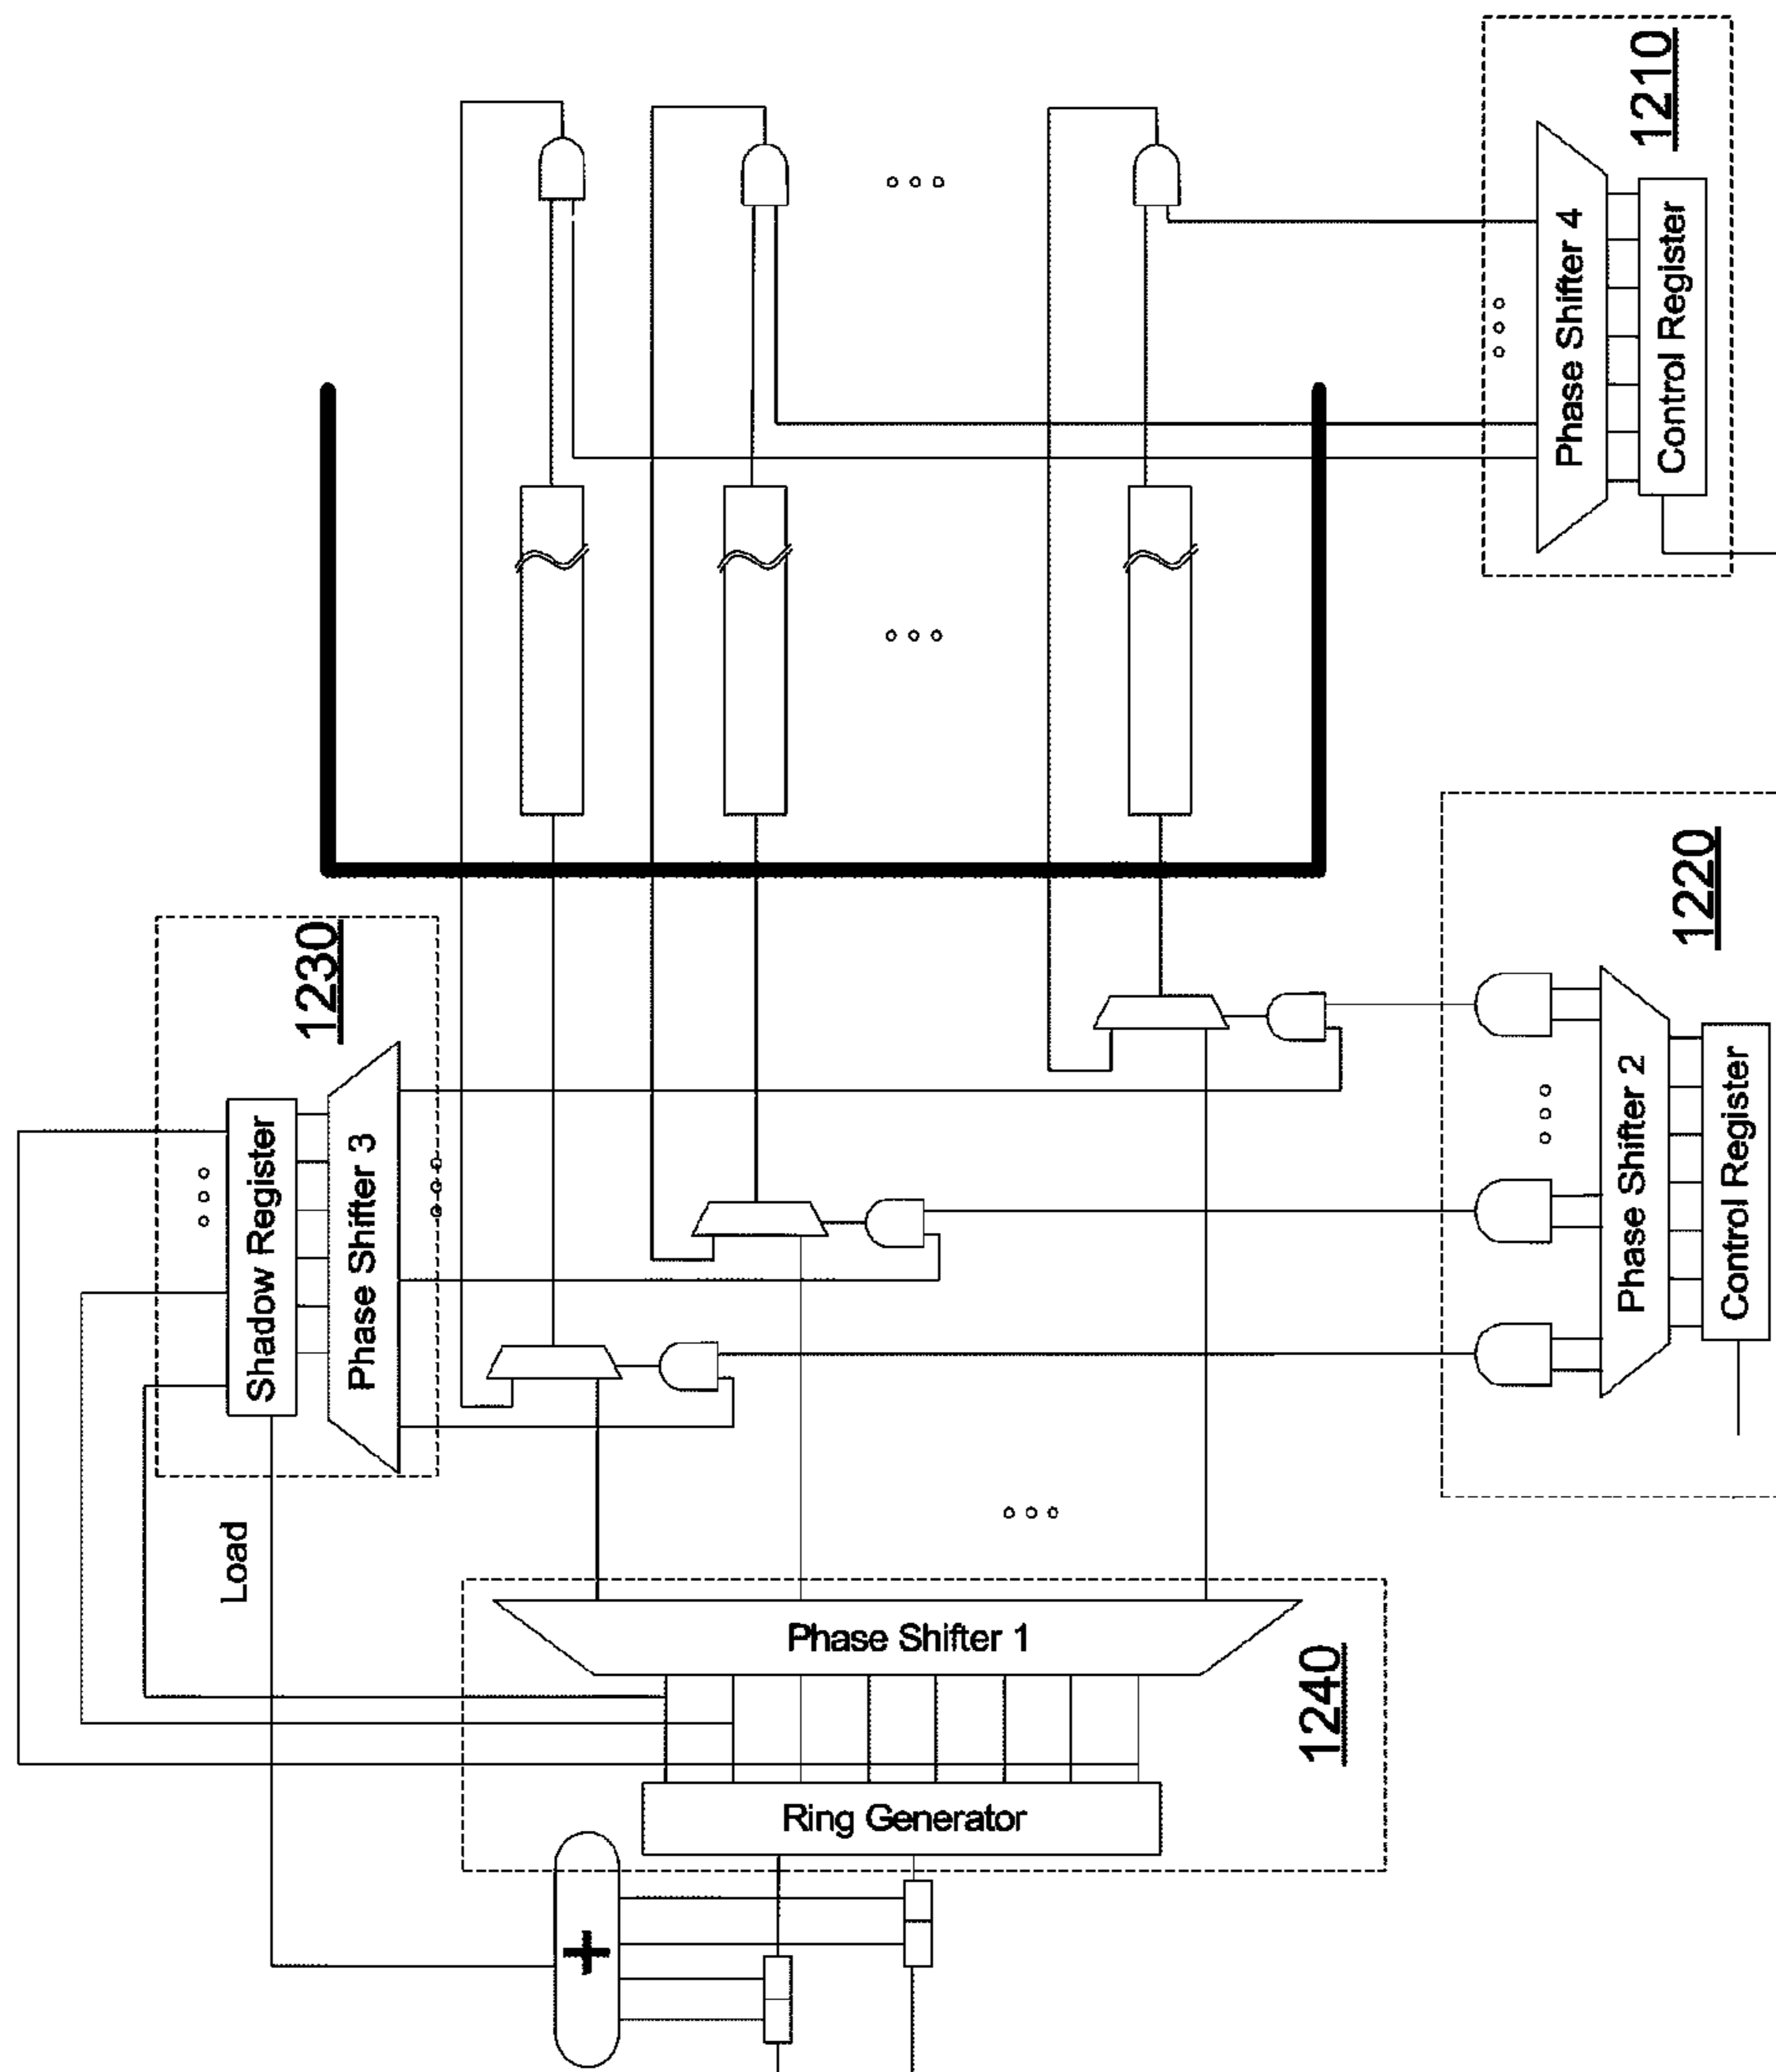 1210
Phase Shifter 4
Control Register
1230
Shadow Register
Phase Shifter 3
1220
Phase Shifter 2
Control Register
Load
Phase Shifter 1
1240
Ring Generator
+